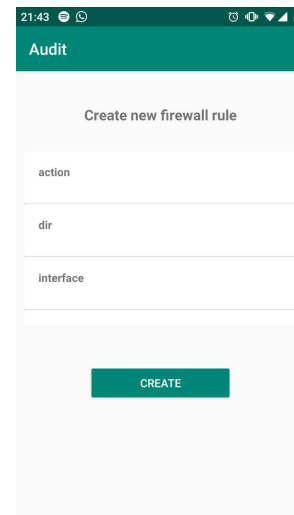 21:43
Audit
Create new firewall rule
action
dir
interface
CREATE